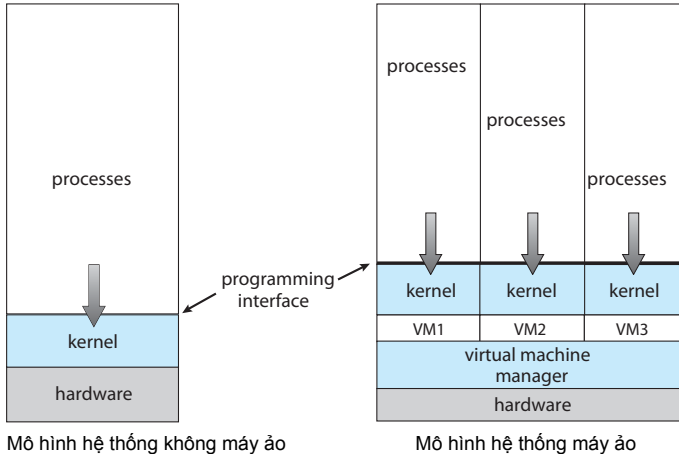 processes
kernel
hardware
programming
interface
processes
processes
processes
kernel
kernel
kernel
VM1
VM2
VM3
virtual machine
manager
hardware
Mô hình hệ thống không máy ảo
Mô hình hệ thống máy ảo